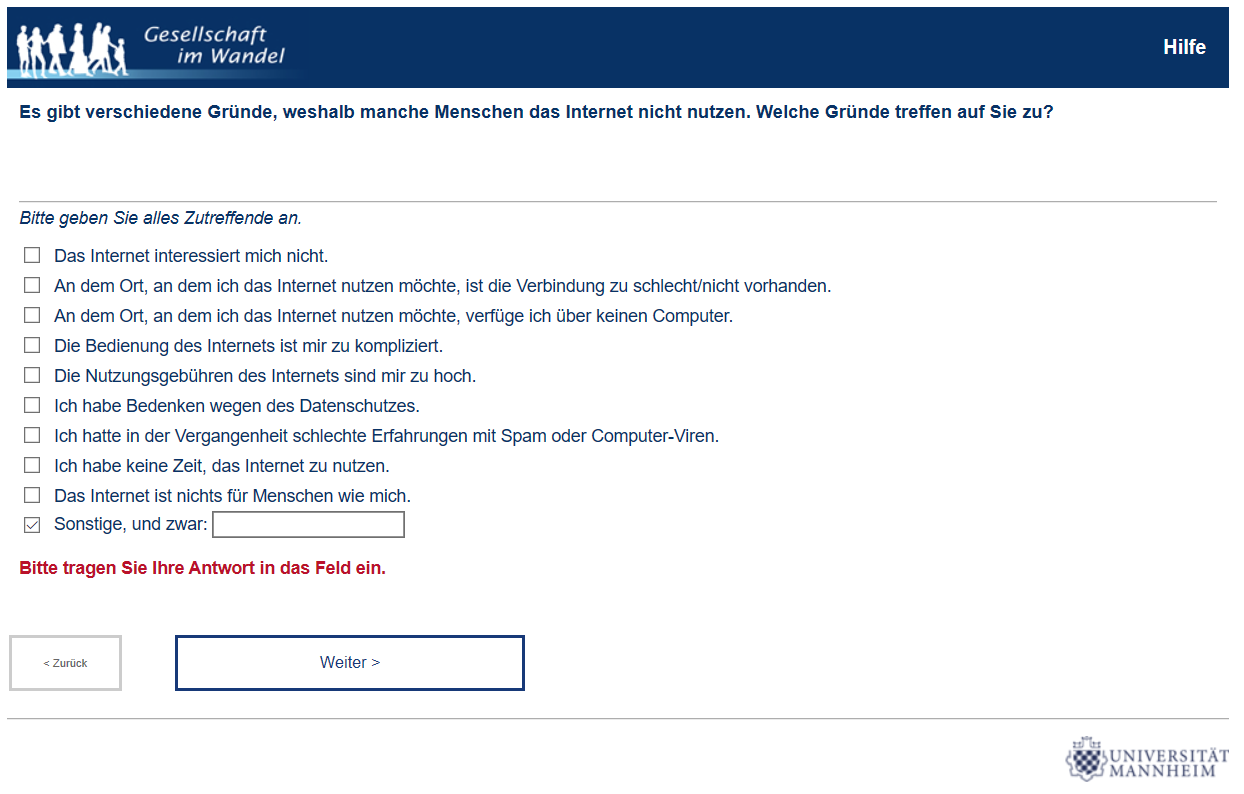 Gesellschaft
im Wandel
Hilfe
Es gibt verschiedene Gründe, weshalb manche Menschen das Internet nicht nutzen. Welche Gründe treffen auf Sie zu?
Bitte geben Sie alles Zutreffende an.
Das Internet interessiert mich nicht.
An dem Ort, an dem ich das Internet nutzen möchte, ist die Verbindung zu schlecht/nicht vorhanden.
An dem Ort, an dem ich das Internet nutzen möchte, verfüge ich über keinen Computer.
Die Bedienung des Internets ist mir zu kompliziert.
Die Nutzungsgebühren des Internets sind mir zu hoch.
Ich habe Bedenken wegen des Datenschutzes.
Ich hatte in der Vergangenheit schlechte Erfahrungen mit Spam oder Computer-Viren.
Ich habe keine Zeit, das Internet zu nutzen.
Das Internet ist nichts für Menschen wie mich.
Sonstige, und zwar:
Bitte tragen Sie Ihre Antwort in das Feld ein.
< Zurück
Weiter >
UNIVERSITÄT
MANNHEIM